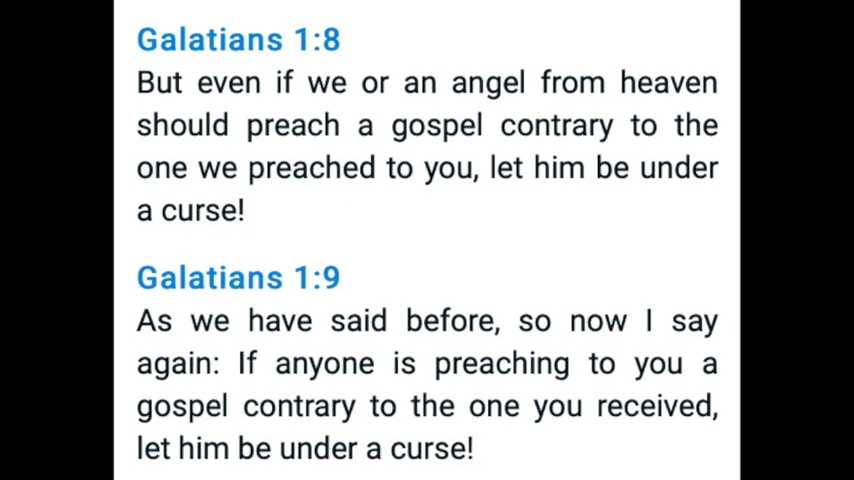 Galatians 1:8
But even if we or an angel from heaven
should preach a gospel contrary to the
one we preached to you, let him be under
a curse!
Galatians 1:9
As we have said before, so now I say
again: If anyone is preaching to you a
gospel contrary to the one you received,
let him be under a curse!